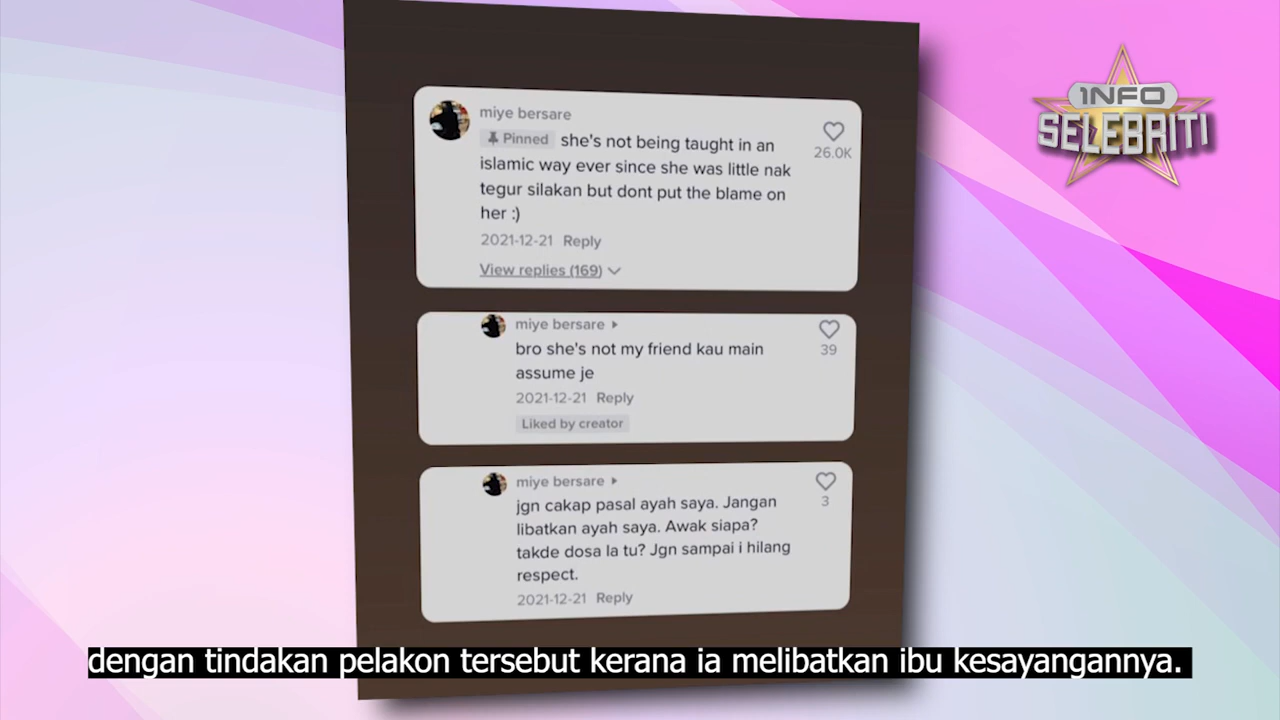 1NFO
SELEBRITI
miye bersare
Pinned she's not being taught in an
islamic way ever since she was little nak
tegur silakan but dont put the blame on
her :)
26.0K
2021-12-21 Reply
View replies (169)
miye bersare
bro she's not my friend kau main
assume je
39
2021-12-21 Reply
Liked by creator
miye bersare
jgn cakap pasal ayah saya. Jangan
libatkan ayah saya. Awak siapa?
takde dosa la tu? Jgn sampai i hilang
respect.
3
2021-12-21 Reply
dengan tindakan pelakon tersebut kerana ia melibatkan ibu kesayangannya.